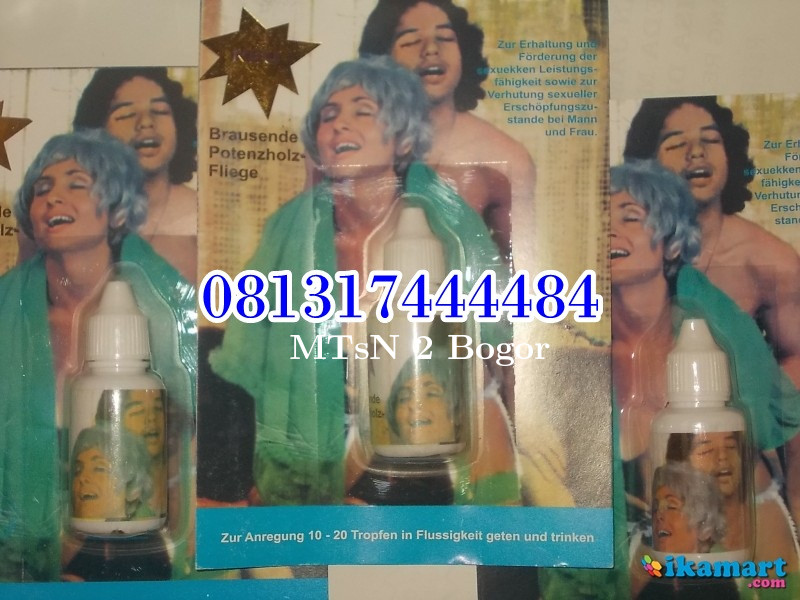 Zur Erhaltung und
Förderung der
sexuekken Leistungs-
fähigkeit sowie zur
Verhutung sexueller
Erschöpfungszu-
stande bei Mann
und Frau.
Brausende
Potenzholz-
Fliege
081317444484
MTsN 2 Bogor
Zur Anregung 10 - 20 Tropfen in Flussigkeit geten und trinken
ikamart
.com